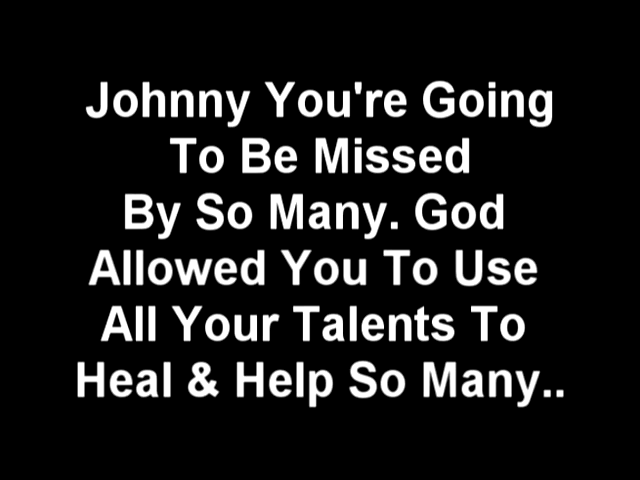 Johnny You're Going
To Be Missed
By So Many. God
Allowed You To Use
All Your Talents To
Heal & Help So Many..